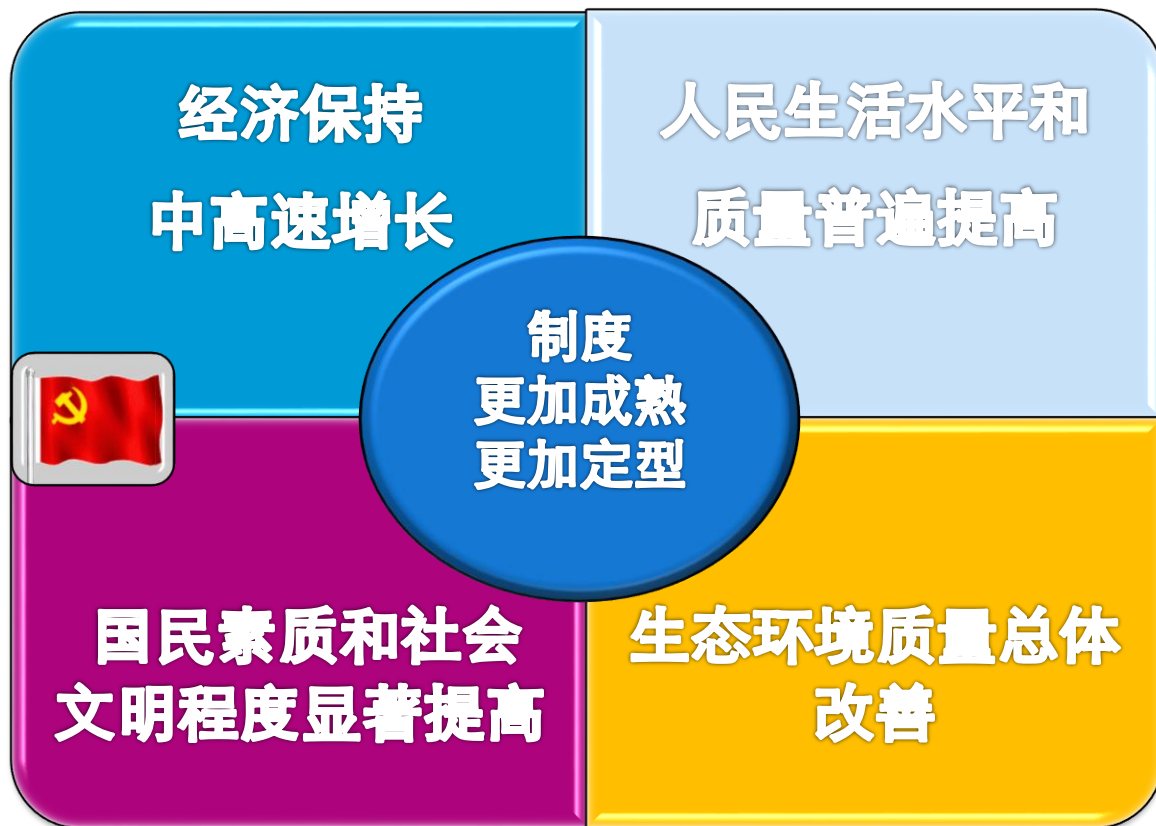 经济保持
中高速增长
人民生活水平和
质量普遍提高
制度
更加成熟
更加定型
国民素质和社会
文明程度显著提高
生态环境质量总体
改善